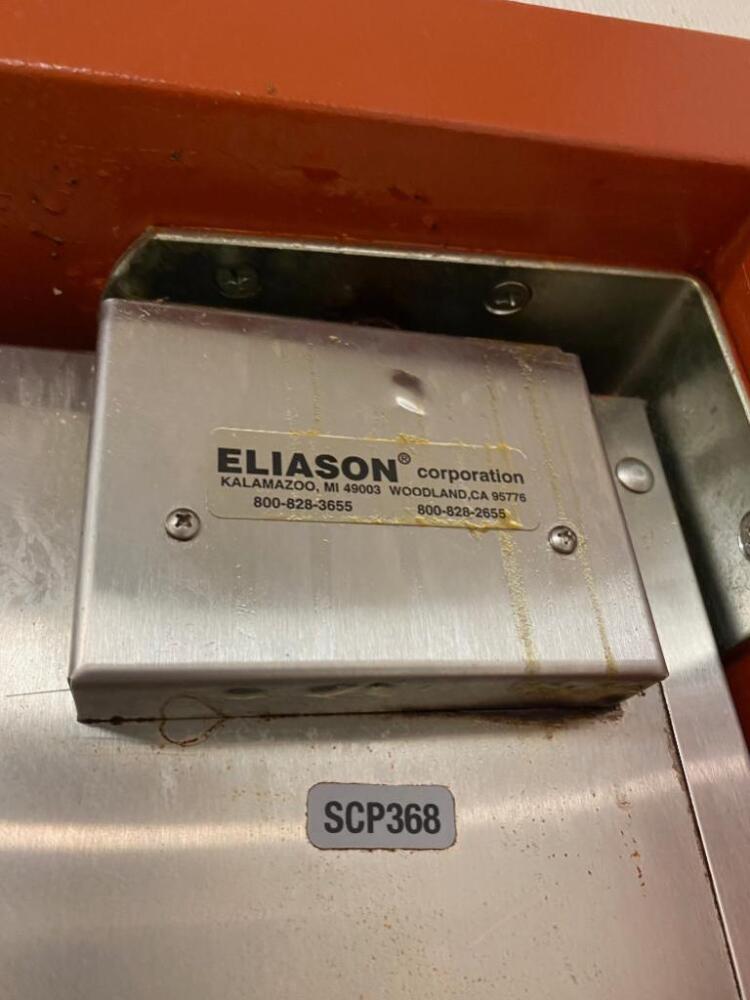 ELIASON® corporation
KALAMAZOO, MI 49003 WOODLAND,CA 95776
800-828-3655 800-828-2655
SCP368